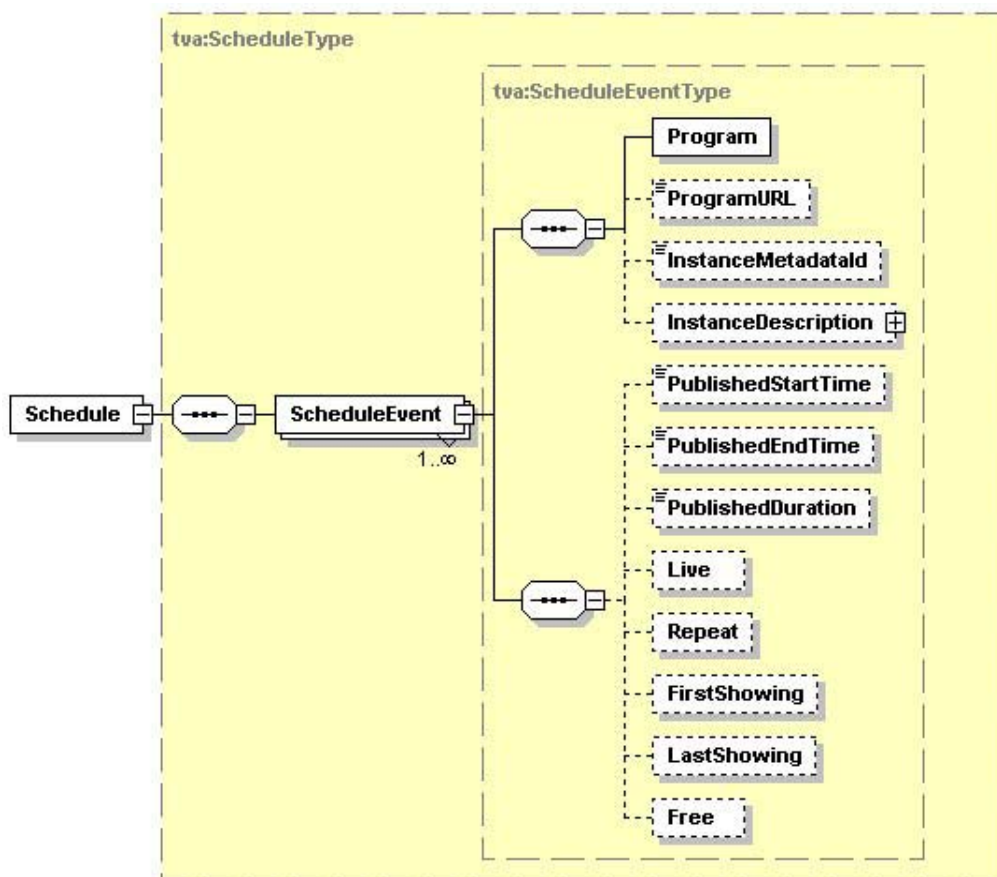 tva:ScheduleType
tva:ScheduleEventType
Program
ProgramURL
InstanceMetadataId
InstanceDescription
PublishedStartTime
Schedule
ScheduleEvent
1..∞
PublishedEndTime
PublishedDuration
Live
Repeat
FirstShowing
LastShowing
Free